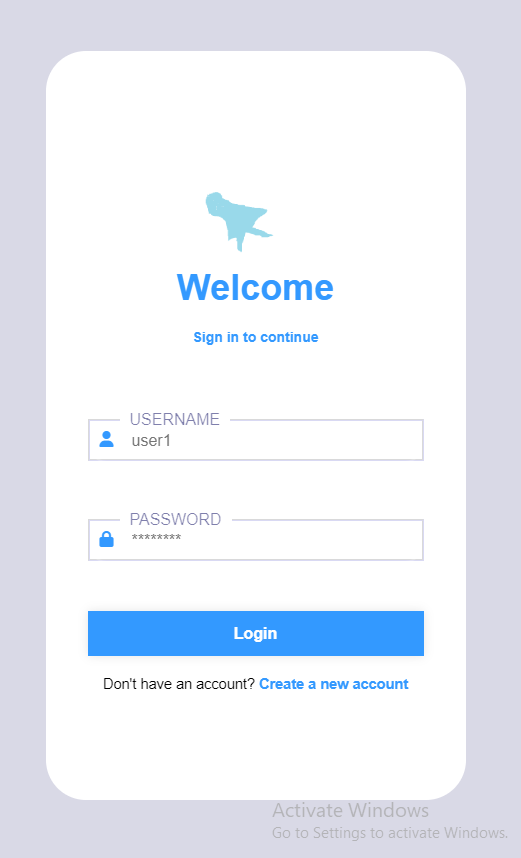 Welcome
Sign in to continue
USERNAME
user1
PASSWORD
********
Login
Don't have an account? Create a new account
Activate Windows
Go to Settings to activate Windows.